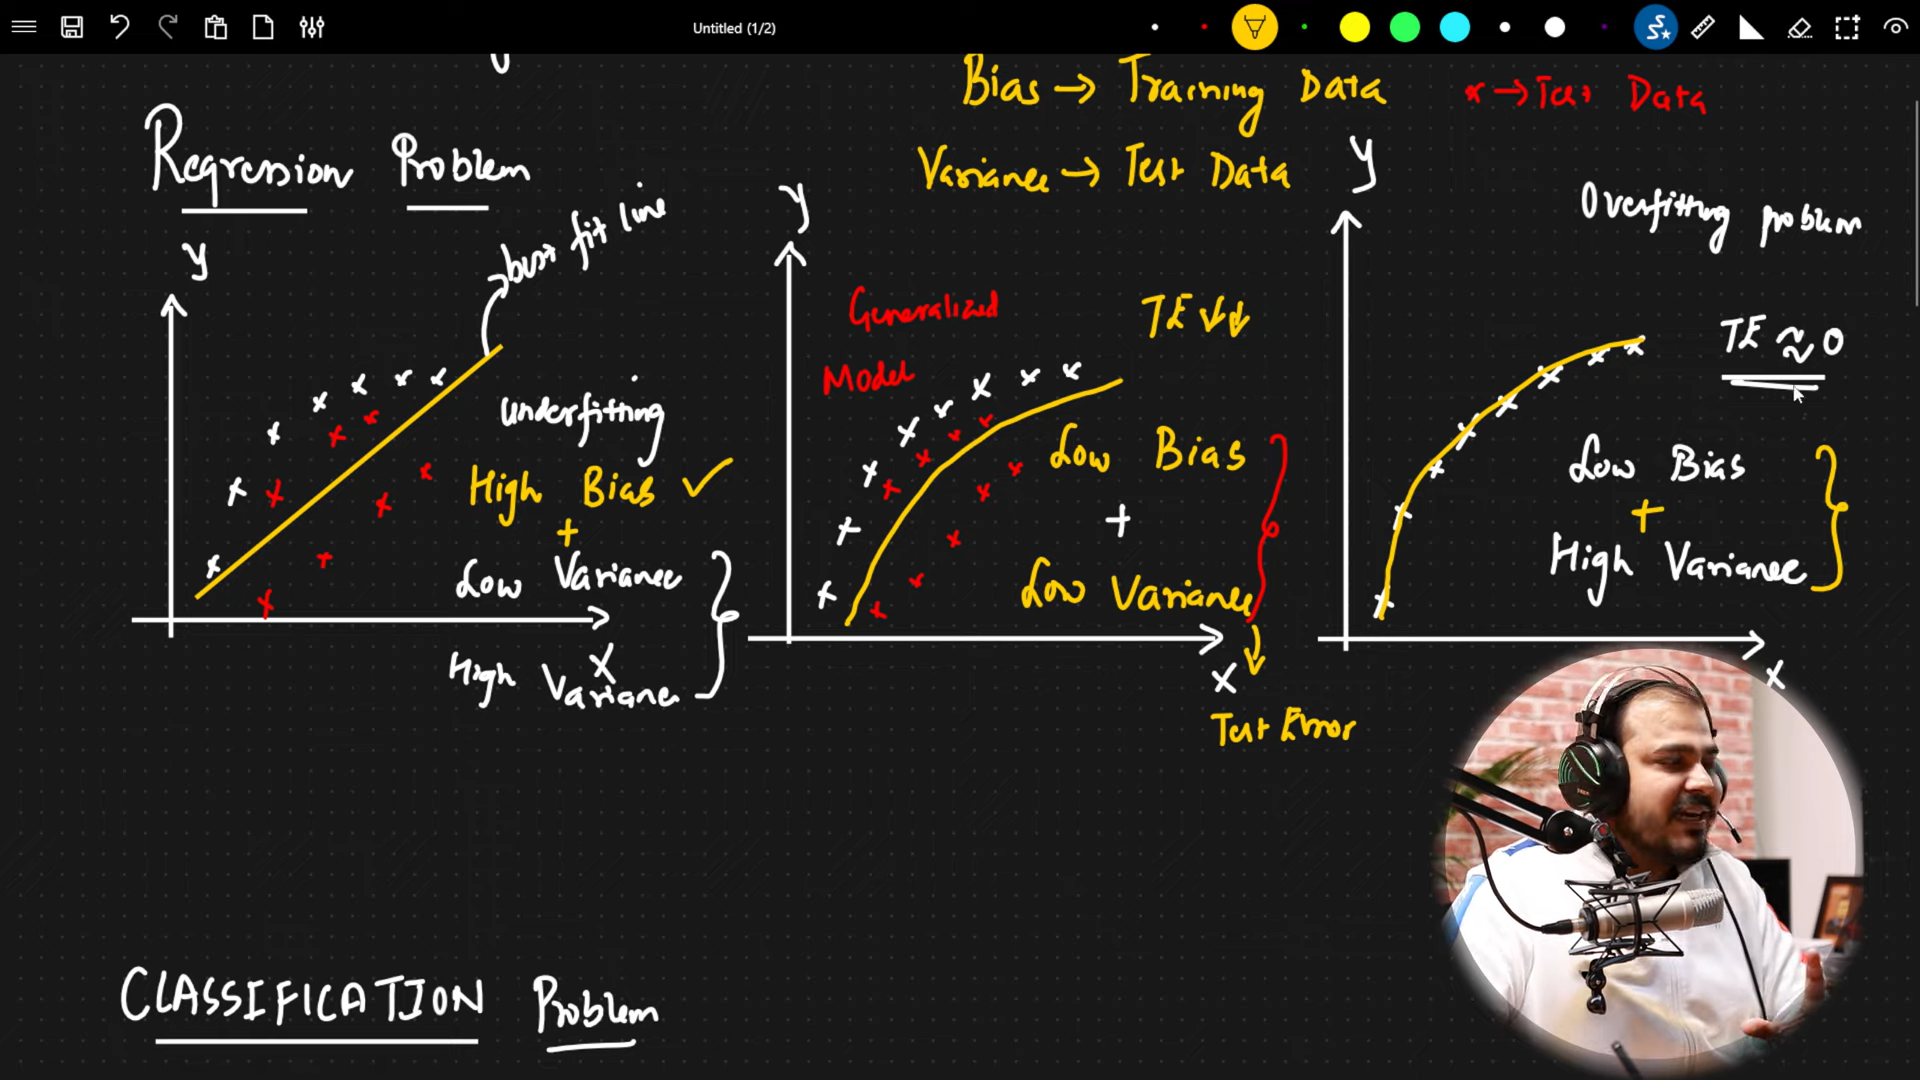 Untitled (1/2)
Bias → Training Data
x → Test Data
Variance → Test Data
Regression Problem
y
best fit line
underfitting
High Bias ✓
+
Low Variance
High Variance
X
y
Generalized
Model
TE ↓↓
Low Bias
+
Low Variance
X
Test Error
y
Overfitting problem
TE ≈ 0
Low Bias
+
High Variance
X
CLASSIFICATION Problem